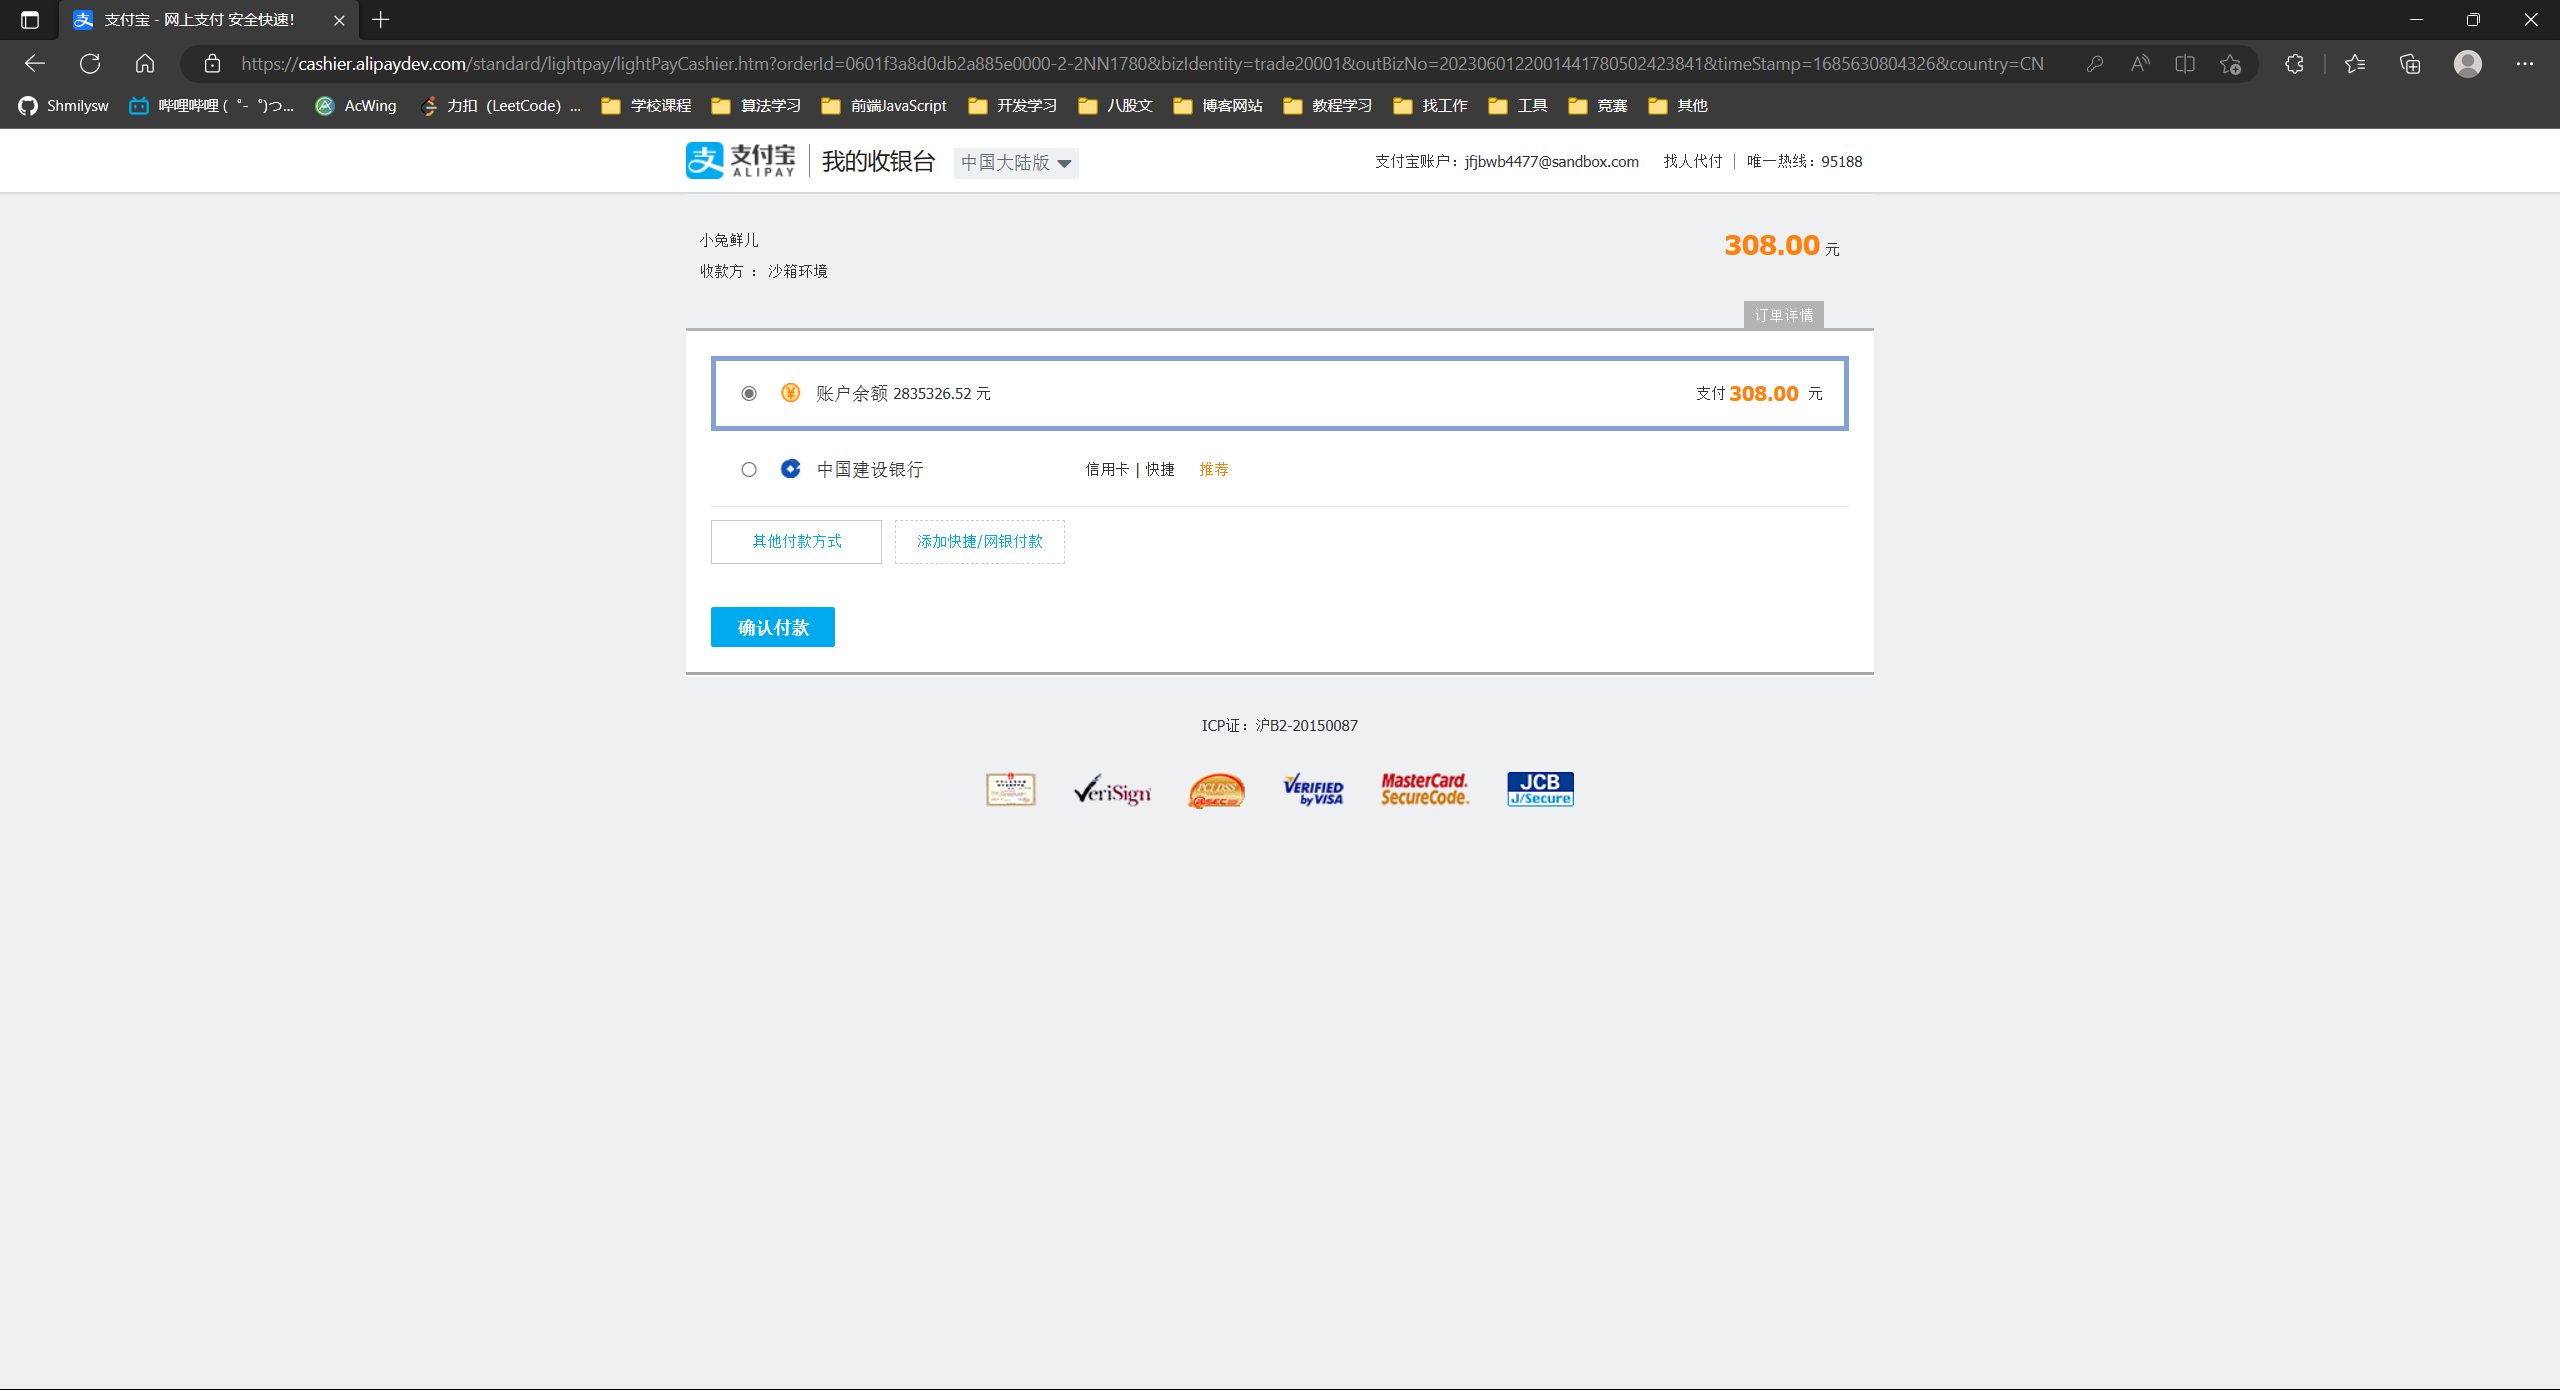 支付宝 - 网上支付 安全快速！
https://cashier.alipaydev.com/standard/lightpay/lightPayCashier.htm?orderId=0601f3a8d0db2a885e0000-2-2NN1780&bizIdentity=trade20001&outBizNo=2023060122001441780502423841&timeStamp=1685630804326&country=CN
Shmilysw 哔哩哔哩 (゜-゜)つ... AcWing 力扣（LeetCode）... 学校课程 算法学习 前端JavaScript 开发学习 八股文 博客网站 教程学习 找工作 工具 竞赛 其他
支付宝 ALIPAY 我的收银台 中国大陆版 支付宝账户：jfjbwb4477@sandbox.com 找人代付 | 唯一热线：95188
小兔鲜儿 308.00 元
收款方 ： 沙箱环境
订单详情
账户余额 2835326.52 元 支付 308.00 元
中国建设银行 信用卡 | 快捷 推荐
其他付款方式 添加快捷/网银付款
确认付款
ICP证：沪B2-20150087
VeriSign PCI DSS @SEC VERIFIED by VISA MasterCard. SecureCode. JCB J/Secure